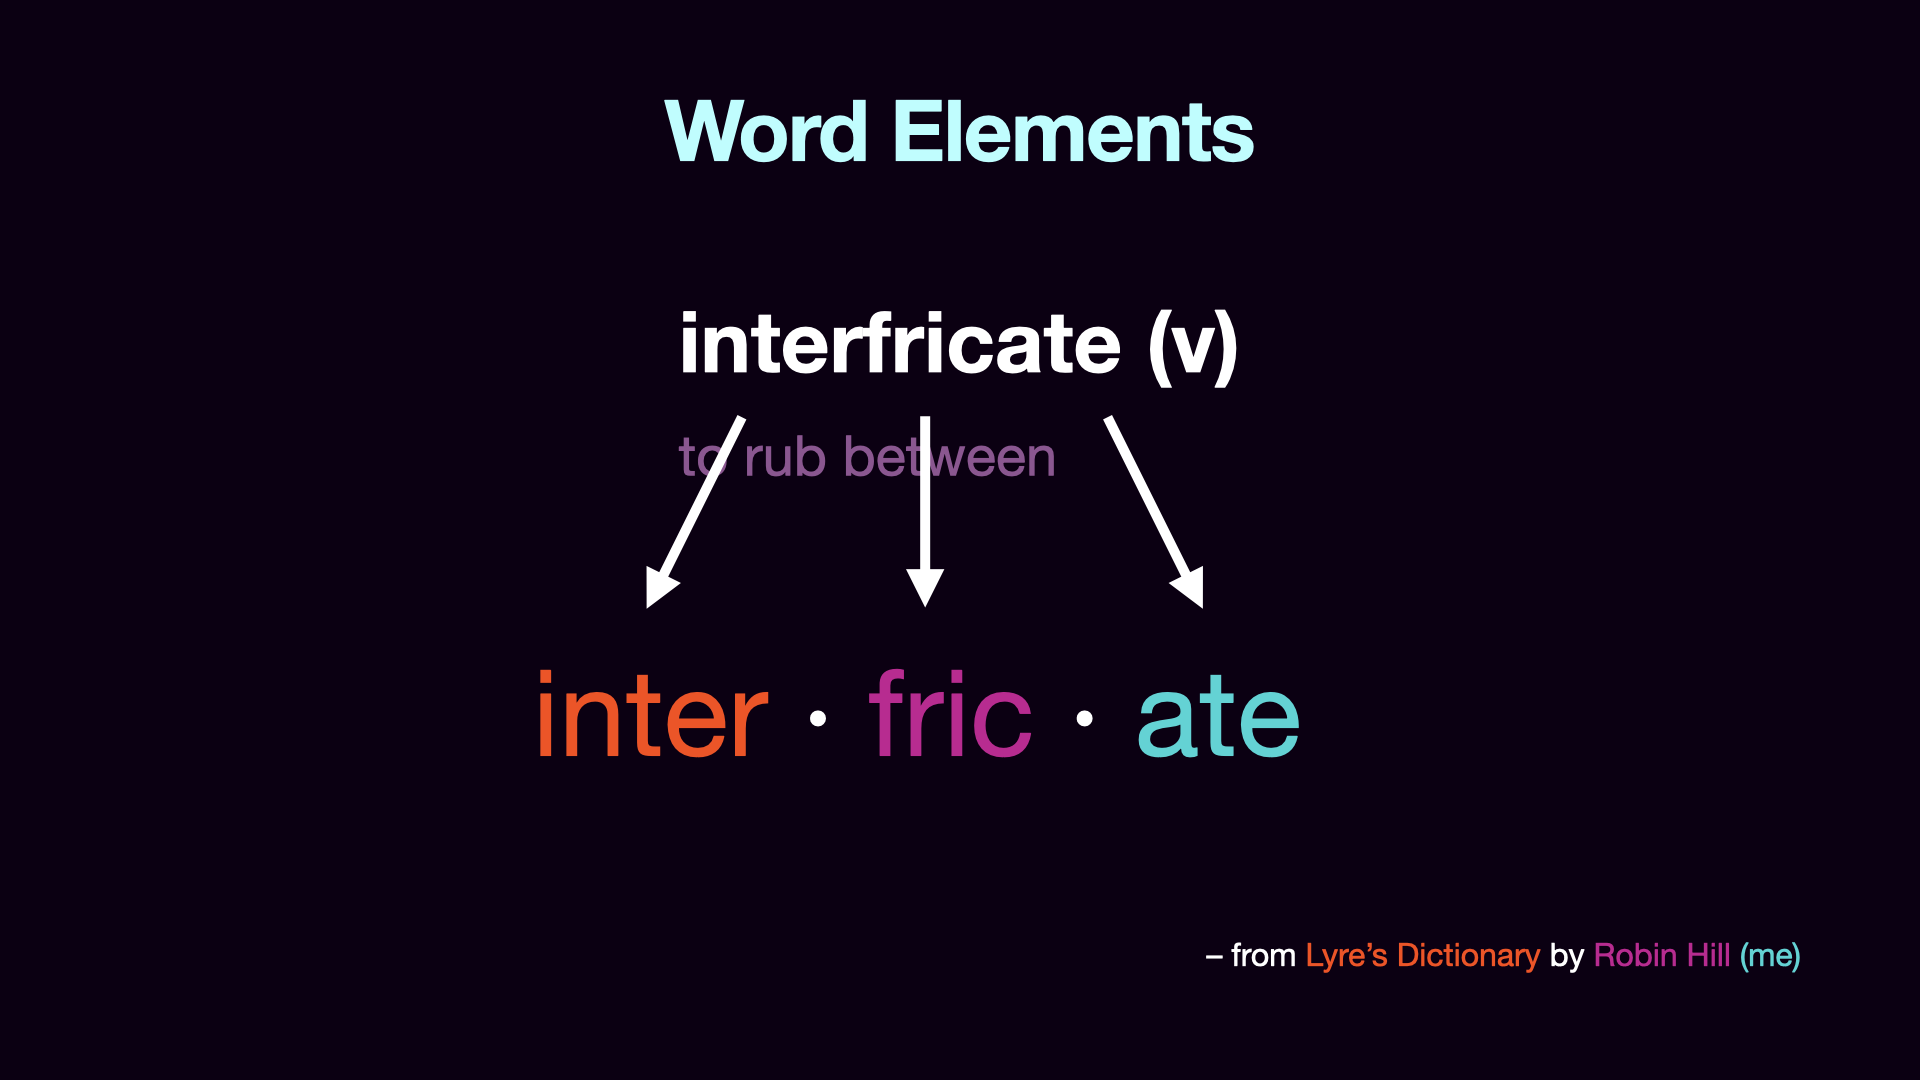 Word Elements
interfricate (v)
to rub between
inter · fric · ate
– from Lyre’s Dictionary by Robin Hill (me)